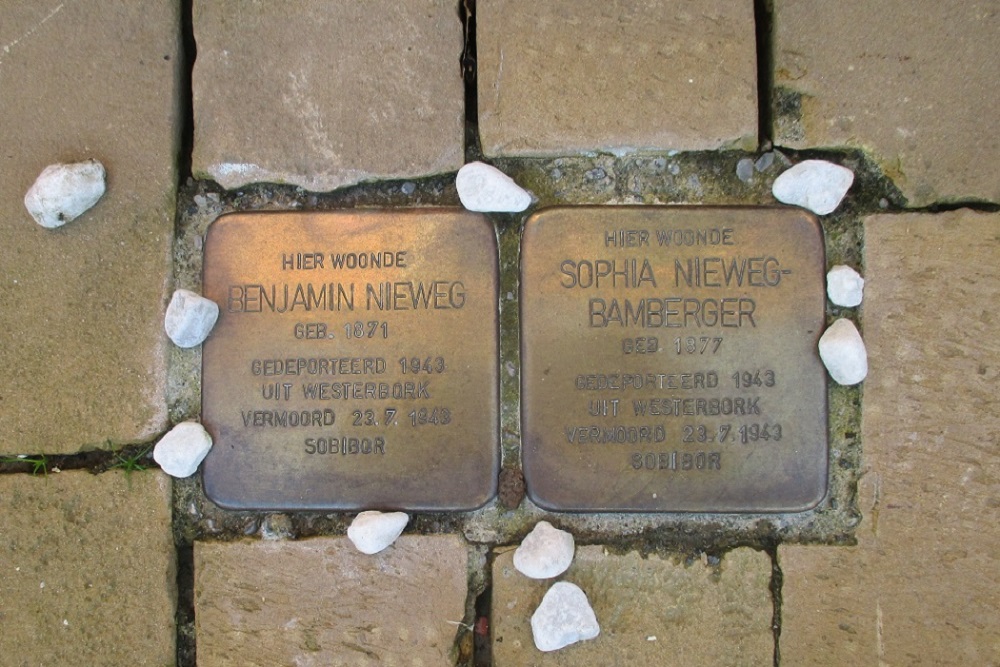 HIER WOONDE
BENJAMIN NIEWEG
GEB. 1871
GEDEPORTEERD 1943
UIT WESTERBORK
VERMOORD 23.7. 1943
SOBIBOR
HIER WOONDE
SOPHIA NIEWEG-
BAMBERGER
GEB. 1877
GEDEPORTEERD 1943
UIT WESTERBORK
VERMOORD 23.7.1943
SOBIBOR